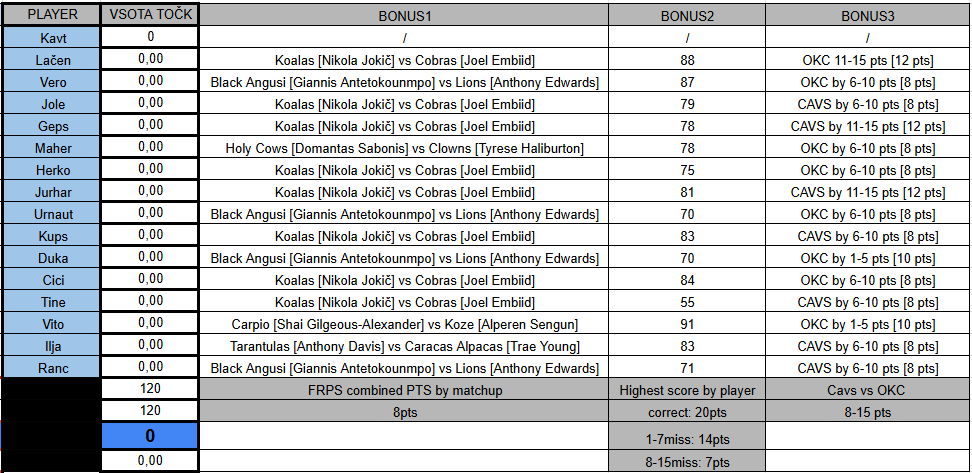 PLAYER VSOTA TOČK BONUS1 BONUS2 BONUS3
Kavt 0 / / /
Lačen 0,00 Koalas [Nikola Jokič] vs Cobras [Joel Embiid] 88 OKC 11-15 pts [12 pts]
Vero 0,00 Black Angusi [Giannis Antetokounmpo] vs Lions [Anthony Edwards] 87 OKC by 6-10 pts [8 pts]
Jole 0,00 Koalas [Nikola Jokič] vs Cobras [Joel Embiid] 79 CAVS by 6-10 pts [8 pts]
Geps 0,00 Koalas [Nikola Jokič] vs Cobras [Joel Embiid] 78 CAVS by 11-15 pts [12 pts]
Maher 0,00 Holy Cows [Domantas Sabonis] vs Clowns [Tyrese Haliburton] 78 OKC by 6-10 pts [8 pts]
Herko 0,00 Koalas [Nikola Jokič] vs Cobras [Joel Embiid] 75 OKC by 6-10 pts [8 pts]
Jurhar 0,00 Koalas [Nikola Jokič] vs Cobras [Joel Embiid] 81 CAVS by 11-15 pts [12 pts]
Urnaut 0,00 Black Angusi [Giannis Antetokounmpo] vs Lions [Anthony Edwards] 70 OKC by 6-10 pts [8 pts]
Kups 0,00 Koalas [Nikola Jokič] vs Cobras [Joel Embiid] 83 CAVS by 6-10 pts [8 pts]
Duka 0,00 Black Angusi [Giannis Antetokounmpo] vs Lions [Anthony Edwards] 70 OKC by 1-5 pts [10 pts]
Cici 0,00 Koalas [Nikola Jokič] vs Cobras [Joel Embiid] 84 OKC by 6-10 pts [8 pts]
Tine 0,00 Koalas [Nikola Jokič] vs Cobras [Joel Embiid] 55 CAVS by 6-10 pts [8 pts]
Vito 0,00 Carpio [Shai Gilgeous-Alexander] vs Koze [Alperen Sengun] 91 OKC by 1-5 pts [10 pts]
Ilja 0,00 Tarantulas [Anthony Davis] vs Caracas Alpacas [Trae Young] 83 CAVS by 6-10 pts [8 pts]
Ranc 0,00 Black Angusi [Giannis Antetokounmpo] vs Lions [Anthony Edwards] 71 CAVS by 6-10 pts [8 pts]
120 FRPS combined PTS by matchup Highest score by player Cavs vs OKC
120 8pts correct: 20pts 8-15 pts
0 1-7miss: 14pts
0,00 8-15miss: 7pts